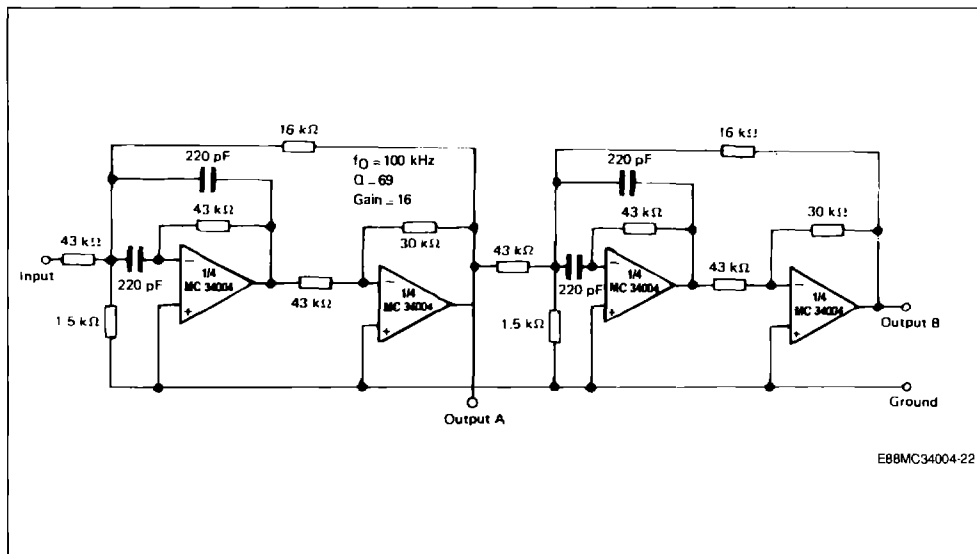 16 kΩ
220 pF
fO = 100 kHz
Q – 69
Gain = 16
43 kΩ
30 kΩ
43 kΩ
Input
220 pF
1/4
MC 34004
43 kΩ
1/4
MC 34004
1.5 kΩ
Output A
16 kΩ
220 pF
43 kΩ
30 kΩ
43 kΩ
220 pF
1/4
MC 34004
43 kΩ
1/4
MC 34004
1.5 kΩ
Output B
Ground
E88MC34004-22